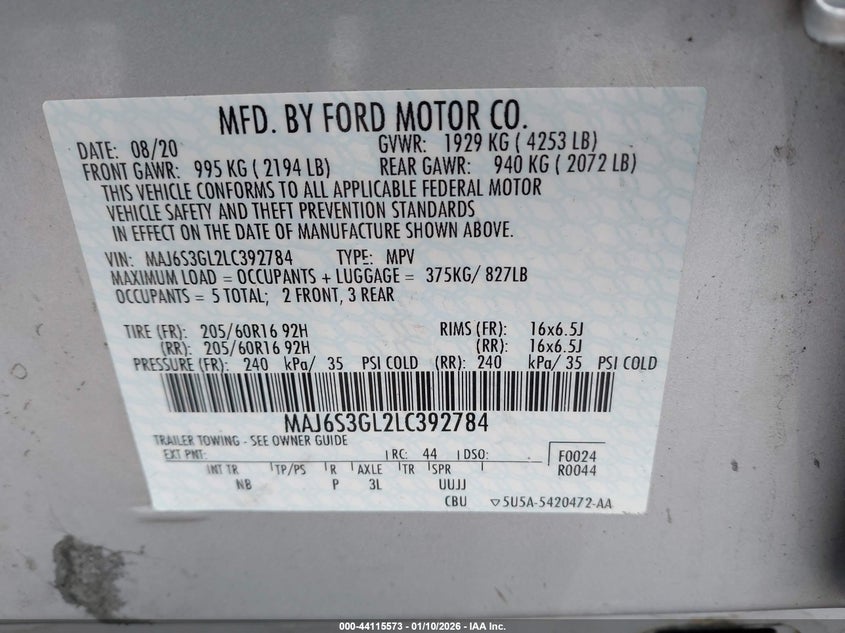 MFD. BY FORD MOTOR CO.
DATE: 08/20 GVWR: 1929 KG ( 4253 LB)
FRONT GAWR: 995 KG ( 2194 LB) REAR GAWR: 940 KG ( 2072 LB)
THIS VEHICLE CONFORMS TO ALL APPLICABLE FEDERAL MOTOR
VEHICLE SAFETY AND THEFT PREVENTION STANDARDS
IN EFFECT ON THE DATE OF MANUFACTURE SHOWN ABOVE.
VIN: MAJ6S3GL2LC392784 TYPE: MPV
MAXIMUM LOAD = OCCUPANTS + LUGGAGE = 375KG/ 827LB
OCCUPANTS = 5 TOTAL; 2 FRONT, 3 REAR
TIRE (FR): 205/60R16 92H RIMS (FR): 16x6.5J
(RR): 205/60R16 92H (RR): 16x6.5J
PRESSURE (FR): 240 kPa/ 35 PSI COLD (RR): 240 kPa/ 35 PSI COLD
MAJ6S3GL2LC392784
TRAILER TOWING - SEE OWNER GUIDE
EXT PNT: RC: 44 DSO: F0024
INT TR TP/PS R AXLE TR SPR R0044
NB P 3L UUJJ
CBU ▽5U5A-5420472-AA
000-44115573 — 01/10/2026 — IAA Inc.